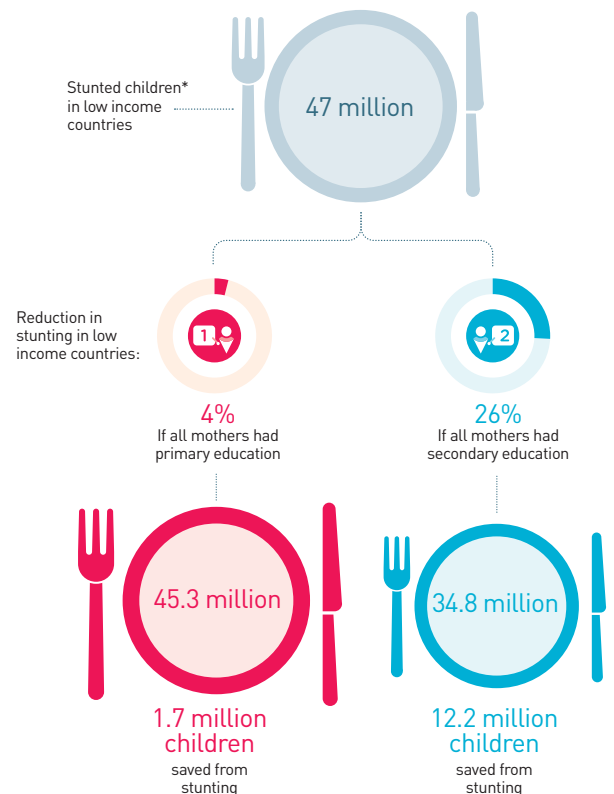 Stunted children*
in low income
countries
47 million
Reduction in
stunting in low
income countries:
1
2
4%
If all mothers had
primary education
26%
If all mothers had
secondary education
45.3 million
34.8 million
1.7 million
children
saved from
stunting
12.2 million
children
saved from
stunting